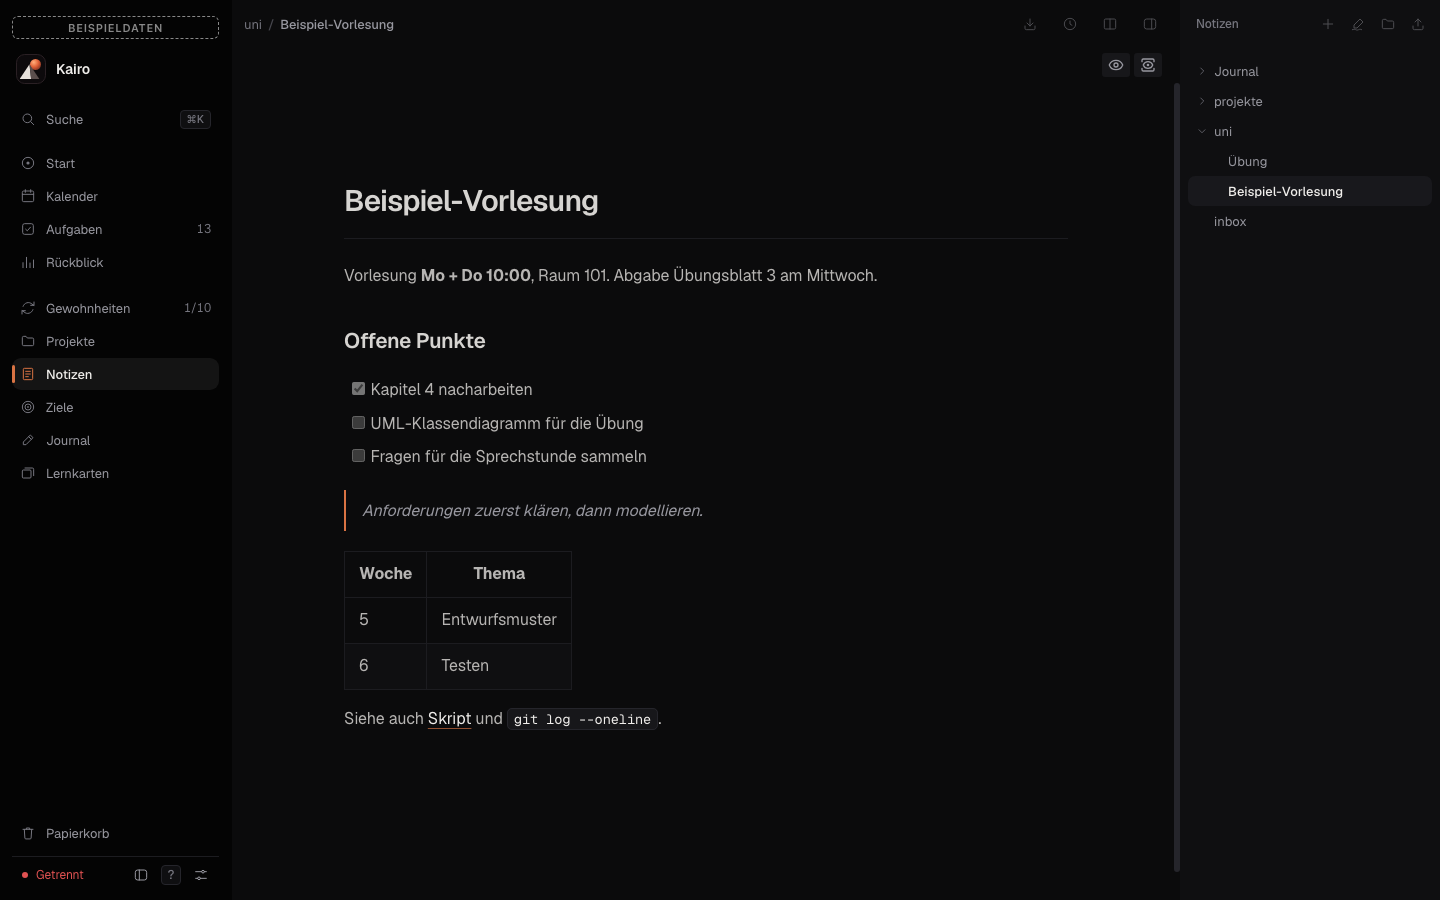 BEISPIELDATEN
Kairo
Suche ⌘K
Start
Kalender
Aufgaben 13
Rückblick
Gewohnheiten 1/10
Projekte
Notizen
Ziele
Journal
Lernkarten
Papierkorb
Getrennt ?
uni / Beispiel-Vorlesung
Beispiel-Vorlesung
Vorlesung Mo + Do 10:00, Raum 101. Abgabe Übungsblatt 3 am Mittwoch.
Offene Punkte
Kapitel 4 nacharbeiten
UML-Klassendiagramm für die Übung
Fragen für die Sprechstunde sammeln
Anforderungen zuerst klären, dann modellieren.
Woche Thema
5 Entwurfsmuster
6 Testen
Siehe auch Skript und git log --oneline.
Notizen
Journal
projekte
uni
Übung
Beispiel-Vorlesung
inbox